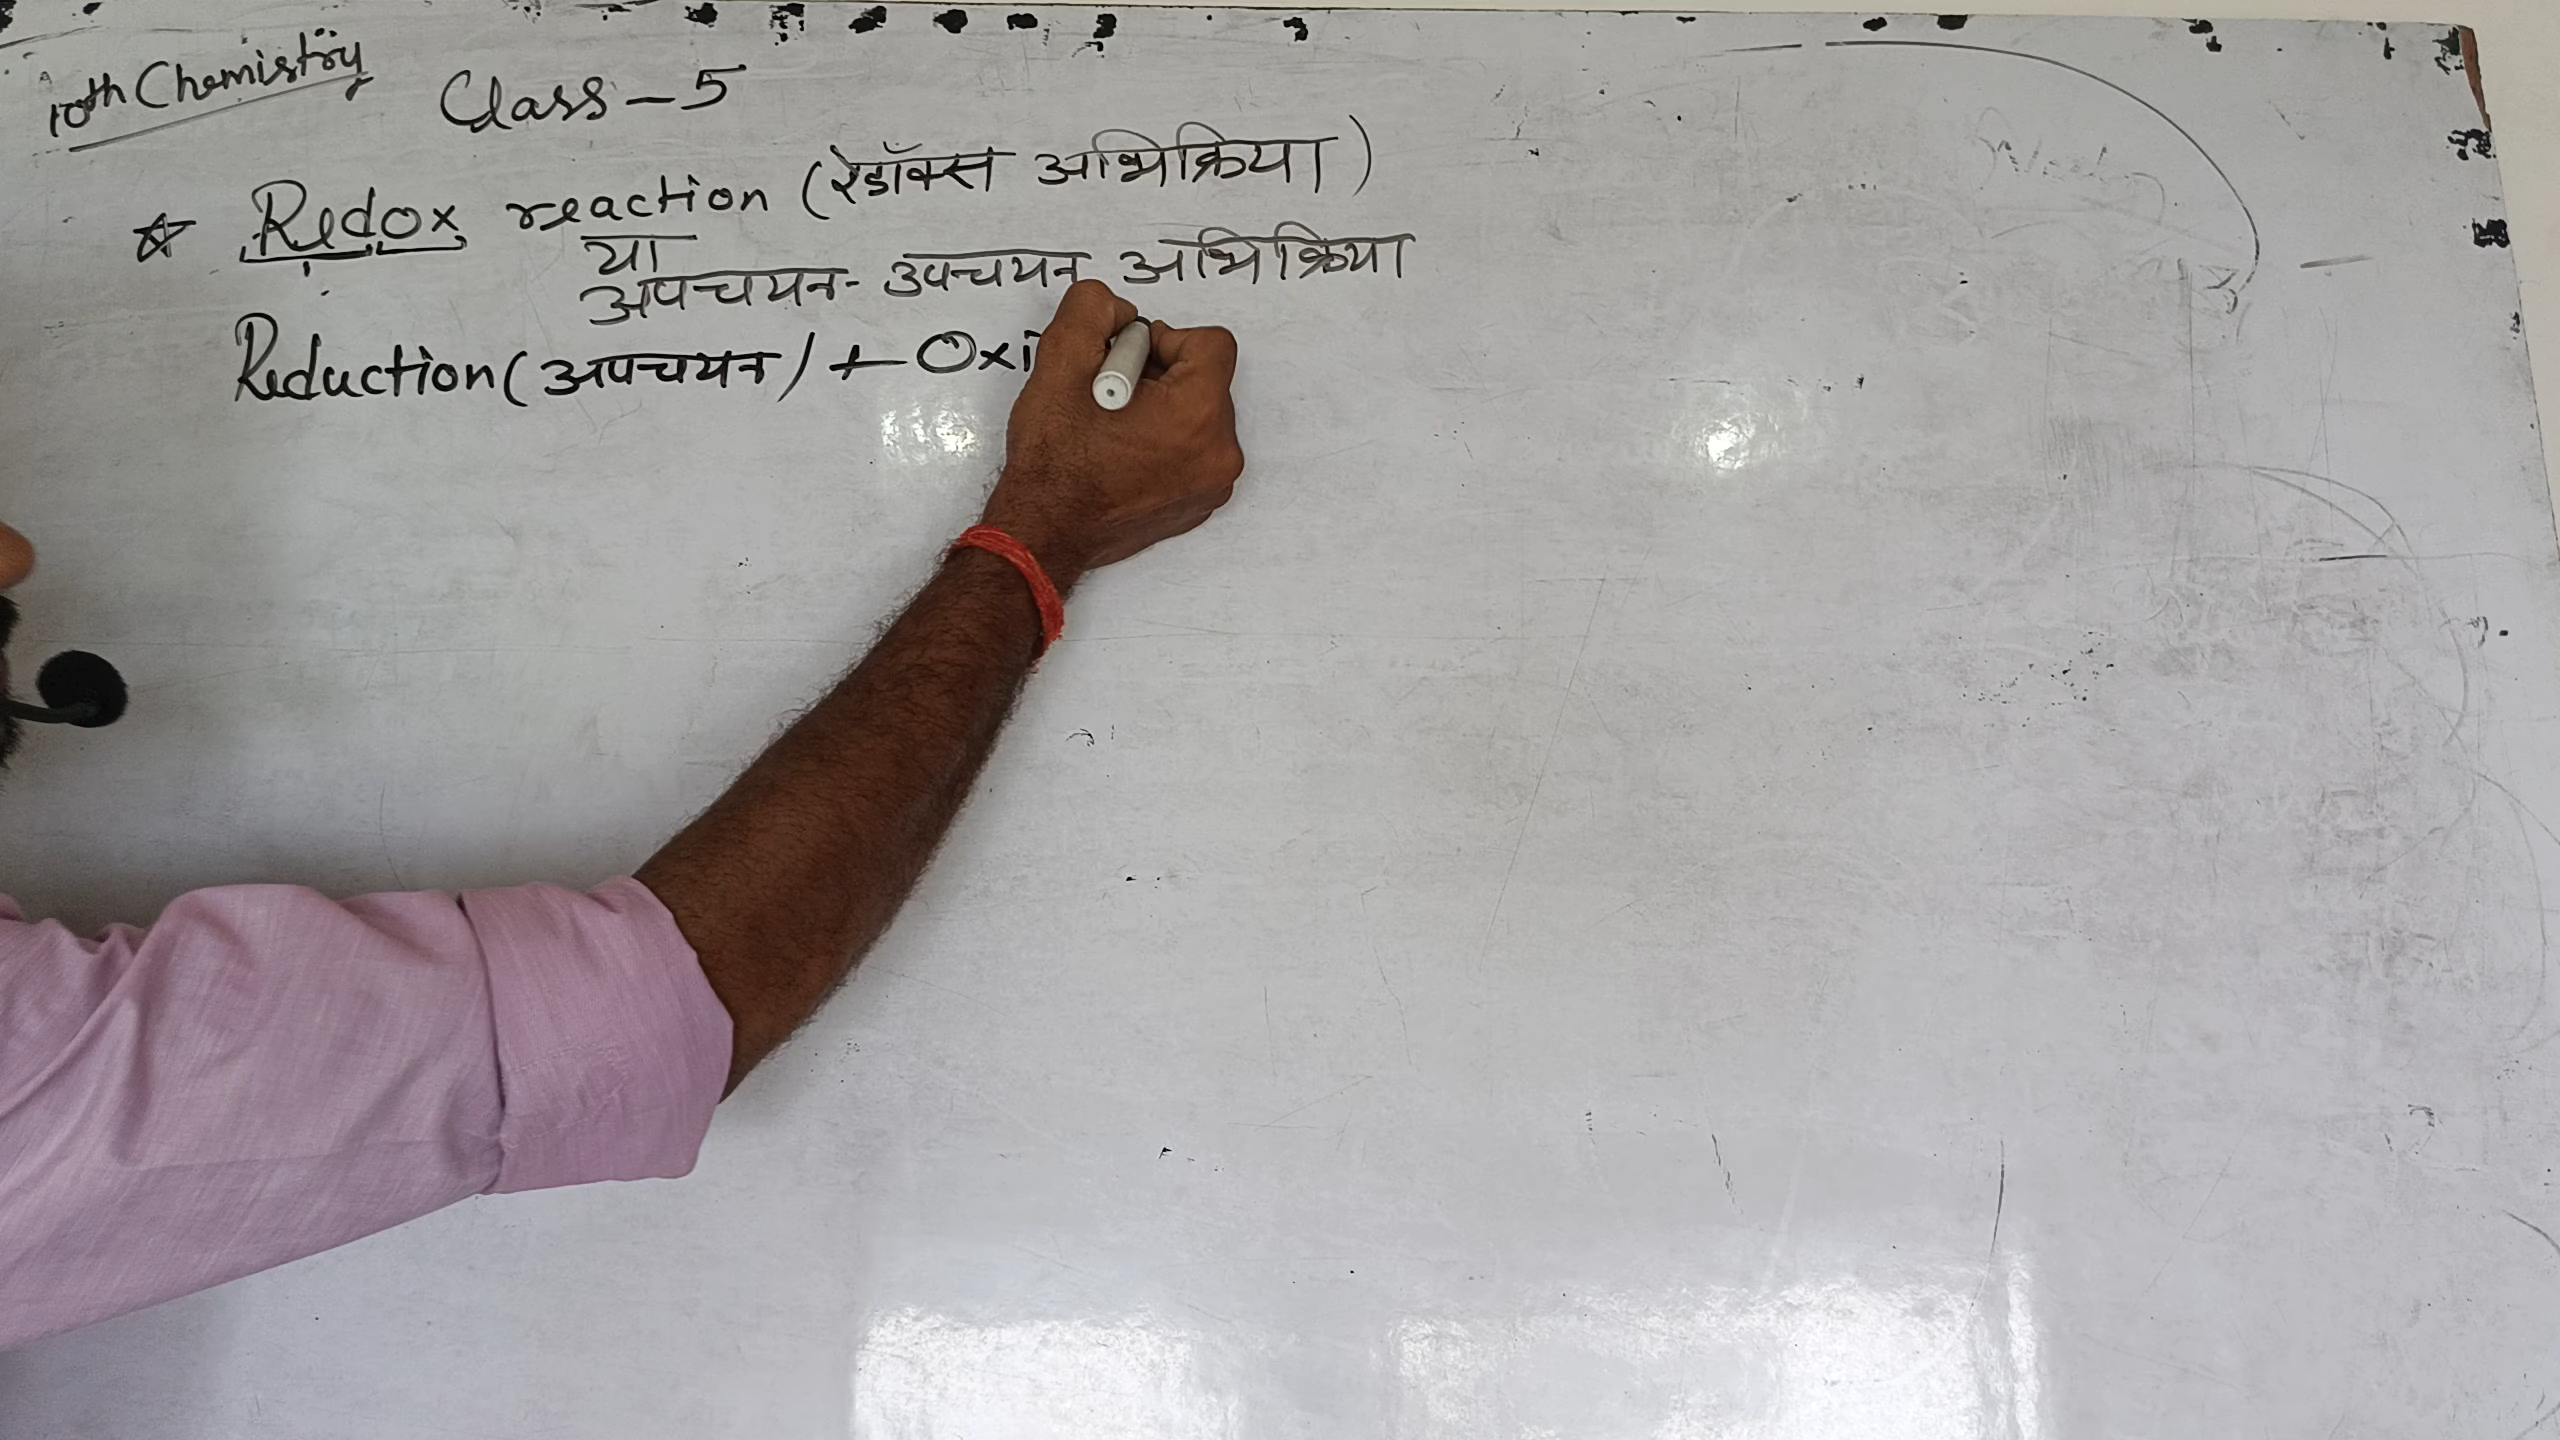 10th Chemistry
Class - 5
☆ Redox reaction (रेडॉक्स अभिक्रिया)
या
अपचयन - उपचयन अभिक्रिया
Reduction (अपचयन) + Oxi